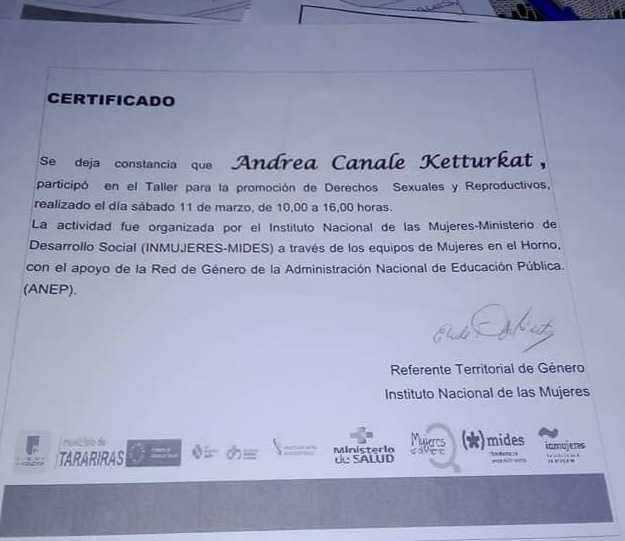 CERTIFICADO
Se deja constancia que Andrea Canale Ketturkat ,
participó en el Taller para la promoción de Derechos Sexuales y Reproductivos,
realizado el día sábado 11 de marzo, de 10,00 a 16,00 horas.
La actividad fue organizada por el Instituto Nacional de las Mujeres-Ministerio de
Desarrollo Social (INMUJERES-MIDES) a través de los equipos de Mujeres en el Horno,
con el apoyo de la Red de Género de la Administración Nacional de Educación Pública.
(ANEP).
Referente Territorial de Género
Instituto Nacional de las Mujeres
municipio de
TARARIRAS
Ministerio
de SALUD
Mujeres
(*)mides
inmujeres